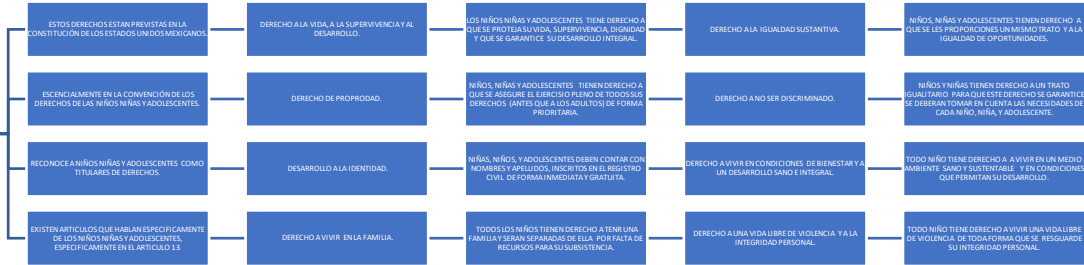 ESTOS DERECHOS ESTAN PREVISTAS EN LA
CONSTITUCIÓN DE LOS ESTADOS UNIDOS MEXICANOS.
DERECHO A LA VIDA, A LA SUPERVIVENCIA Y AL
DESARROLLO.
LOS NIÑOS NIÑAS Y ADOLESCENTES TIENE DERECHO A
QUE SE PROTEJA SU VIDA, SUPERVIVENCIA, DIGNIDAD
Y QUE SE GARANTICE SU DESARROLLO INTEGRAL.
DERECHO A LA IGUALDAD SUSTANTIVA.
NIÑOS, NIÑAS Y ADOLESCENTES TIENEN DERECHO A
QUE SE LES PROPORCIONES UN MISMO TRATO Y A LA
IGUALDAD DE OPORTUNIDADES.
ESCENCIALMENTE EN LA CONVENCIÓN DE LOS
DERECHOS DE LAS NIÑOS NIÑAS Y ADOLESCENTES.
DERECHO DE PROPRODAD.
NIÑOS, NIÑAS Y ADOLESCENTES TIENEN DERECHO A
QUE SE ASEGURE EL EJERCISIO PLENO DE TODOS SUS
DERECHOS (ANTES QUE A LOS ADULTOS) DE FORMA
PRIORITARIA.
DERECHO A NO SER DISCRIMINADO.
NIÑOS Y NIÑAS TIENEN DERECHO A UN TRATO
IGUALITARIO PARA QUE ESTE DERECHO SE GARANTICE
SE DEBERAN TOMAR EN CUENTA LAS NECESIDADES DE
CADA NIÑO, NIÑA, Y ADOLESCENTE.
RECONOCE A NIÑOS NIÑAS Y ADOLESCENTES COMO
TITULARES DE DERECHOS.
DESARROLLO A LA IDENTIDAD.
NIÑAS, NIÑOS, Y ADOLESCENTES DEBEN CONTAR CON
NOMBRES Y APELLIDOS, INSCRITOS EN EL REGISTRO
CIVIL DE FORMA INMEDIATA Y GRATUITA.
DERECHO A VIVIR EN CONDICIONES DE BIENESTAR Y A
UN DESARROLLO SANO E INTEGRAL.
TODO NIÑO TIENE DERECHO A A VIVIR EN UN MEDIO
AMBIENTE SANO Y SUSTENTABLE Y EN CONDICIONES
QUE PERMITAN SU DESARROLLO.
EXISTEN ARTICULOS QUE HABLAN ESPECIFICAMENTE
DE LOS NIÑOS NIÑAS Y ADOLESCENTES,
ESPECIFICAMENTE EN EL ARTICULO 13
DERECHO A VIVIR EN LA FAMILIA.
TODOS LOS NIÑOS TIENEN DERECHO A TENR UNA
FAMILIA Y SERAN SEPARADAS DE ELLA POR FALTA DE
RECURSOS PARA SU SUBSISTENCIA.
DERECHO A UNA VIDA LIBRE DE VIOLENCIA Y A LA
INTEGRIDAD PERSONAL.
TODO NIÑO TIENE DERECHO A VIVIR UNA VIDA LIBRE
DE VIOLENCIA DE TODA FORMA QUE SE RESGUARDE
SU INTEGRIDAD PERSONAL.